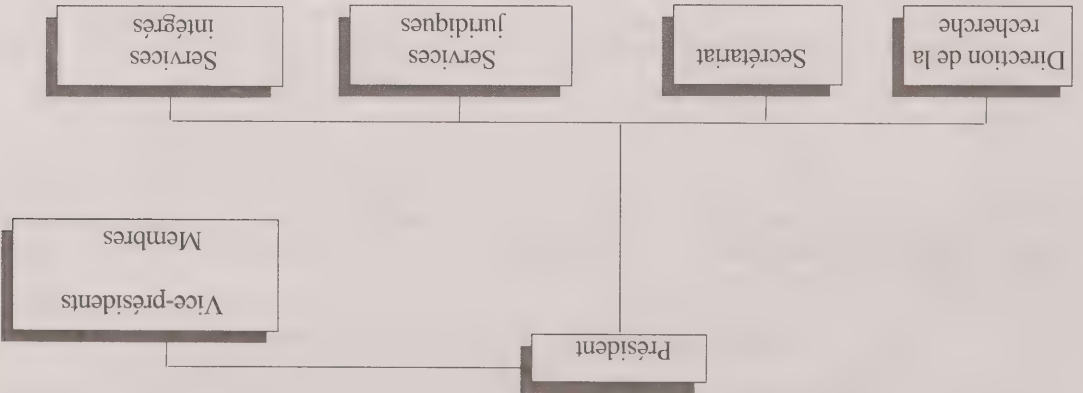 Président
Vice-présidents
Membres
Direction de la
recherche
Secrétariat
Services
juridiques
Services
intégrés